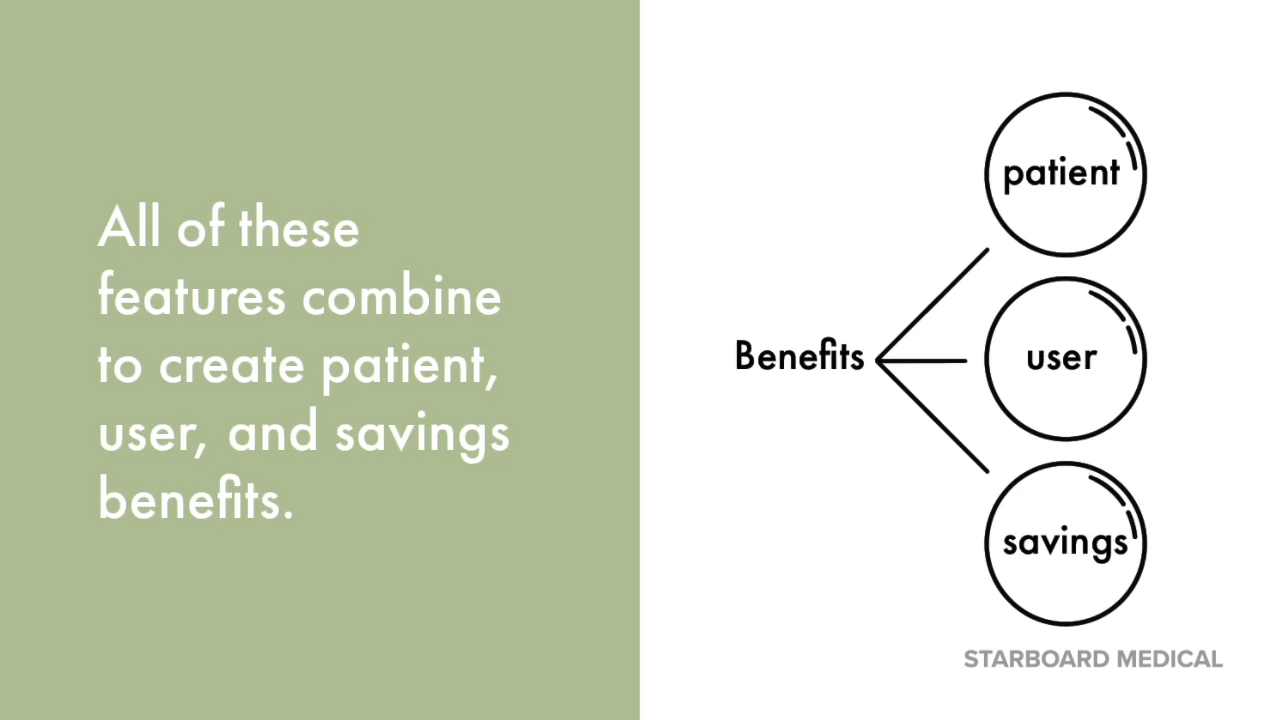 All of these
features combine
to create patient,
user, and savings
benefits.
patient
Benefits
user
savings
STARBOARD MEDICAL